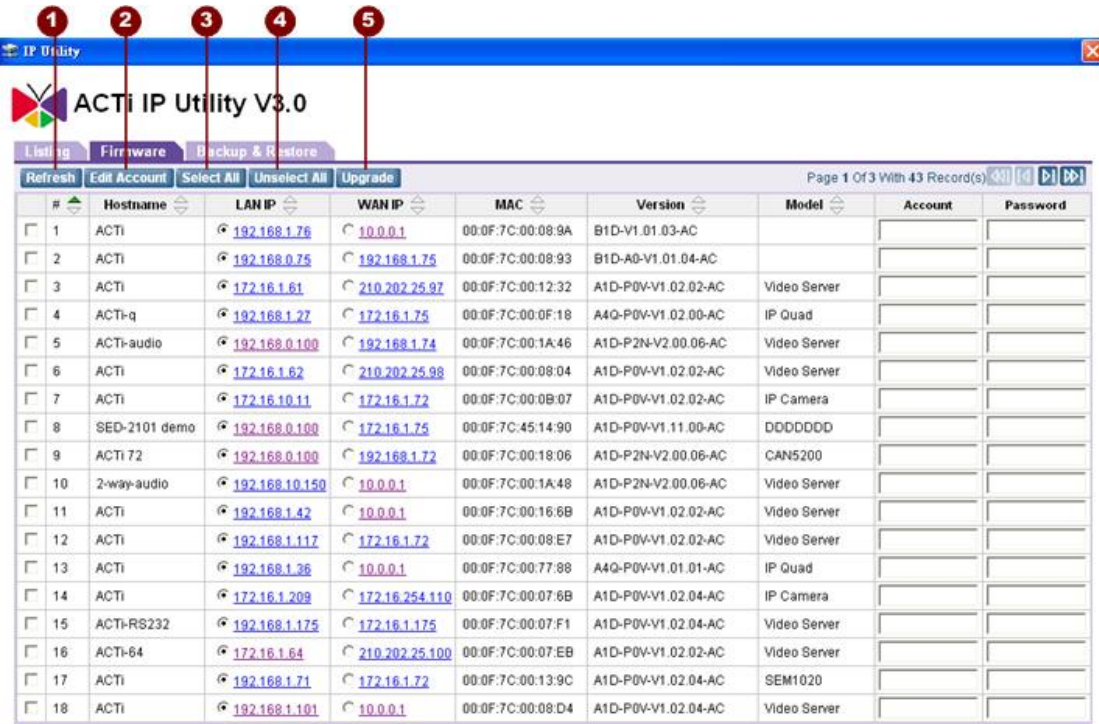 1 2 3 4 5
IP Utility
ACTi IP Utility V3.0
Listing Firmware Backup & Restore
Refresh Edit Account Select All Unselect All Upgrade Page 1 Of 3 With 43 Record(s)
# Hostname LAN IP WAN IP MAC Version Model Account Password
1 ACTi 192.168.1.76 10.0.0.1 00:0F:7C:00:08:9A B1D-V1.01.03-AC
2 ACTi 192.168.0.75 192.168.1.75 00:0F:7C:00:08:93 B1D-A0-V1.01.04-AC
3 ACTi 172.16.1.61 210.202.25.97 00:0F:7C:00:12:32 A1D-P0V-V1.02.02-AC Video Server
4 ACTi-q 192.168.1.27 172.16.1.75 00:0F:7C:00:0F:18 A4Q-P0V-V1.02.00-AC IP Quad
5 ACTi-audio 192.168.0.100 192.168.1.74 00:0F:7C:00:1A:46 A1D-P2N-V2.00.06-AC Video Server
6 ACTi 172.16.1.62 210.202.25.98 00:0F:7C:00:08:04 A1D-P0V-V1.02.02-AC Video Server
7 ACTi 172.16.10.11 172.16.1.72 00:0F:7C:00:0B:07 A1D-P0V-V1.02.02-AC IP Camera
8 SED-2101 demo 192.168.0.100 172.16.1.75 00:0F:7C:45:14:90 A1D-P0V-V1.11.00-AC DDDDDDD
9 ACTi 72 192.168.0.100 192.168.1.72 00:0F:7C:00:18:06 A1D-P2N-V2.00.06-AC CAN5200
10 2-way-audio 192.168.10.150 10.0.0.1 00:0F:7C:00:1A:48 A1D-P2N-V2.00.06-AC Video Server
11 ACTi 192.168.1.42 10.0.0.1 00:0F:7C:00:16:6B A1D-P0V-V1.02.02-AC Video Server
12 ACTi 192.168.1.117 172.16.1.72 00:0F:7C:00:08:E7 A1D-P0V-V1.02.02-AC Video Server
13 ACTi 192.168.1.36 10.0.0.1 00:0F:7C:00:77:88 A4Q-P0V-V1.01.01-AC IP Quad
14 ACTi 172.16.1.209 172.16.254.110 00:0F:7C:00:07:6B A1D-P0V-V1.02.04-AC IP Camera
15 ACTi-RS232 192.168.1.175 172.16.1.175 00:0F:7C:00:07:F1 A1D-P0V-V1.02.04-AC Video Server
16 ACTi-64 172.16.1.64 210.202.25.100 00:0F:7C:00:07:EB A1D-P0V-V1.02.02-AC Video Server
17 ACTi 192.168.1.71 172.16.1.72 00:0F:7C:00:13:9C A1D-P0V-V1.02.04-AC SEM1020
18 ACTi 192.168.1.101 10.0.0.1 00:0F:7C:00:08:D4 A1D-P0V-V1.02.04-AC Video Server